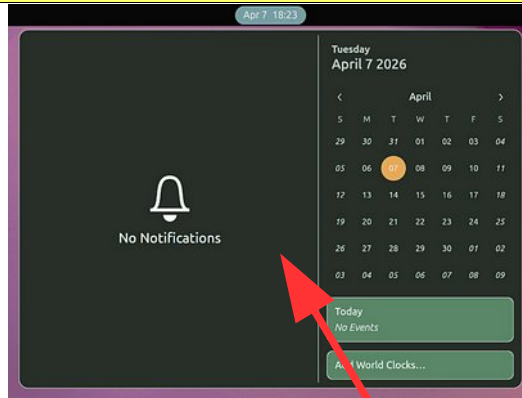 Apr 7 18:23
No Notifications
Tuesday
April 7 2026
‹ April ›
S M T W T F S
29 30 31 01 02 03 04
05 06 07 08 09 10 11
12 13 14 15 16 17 18
19 20 21 22 23 24 25
26 27 28 29 30 01 02
03 04 05 06 07 08 09
Today
No Events
Add World Clocks...